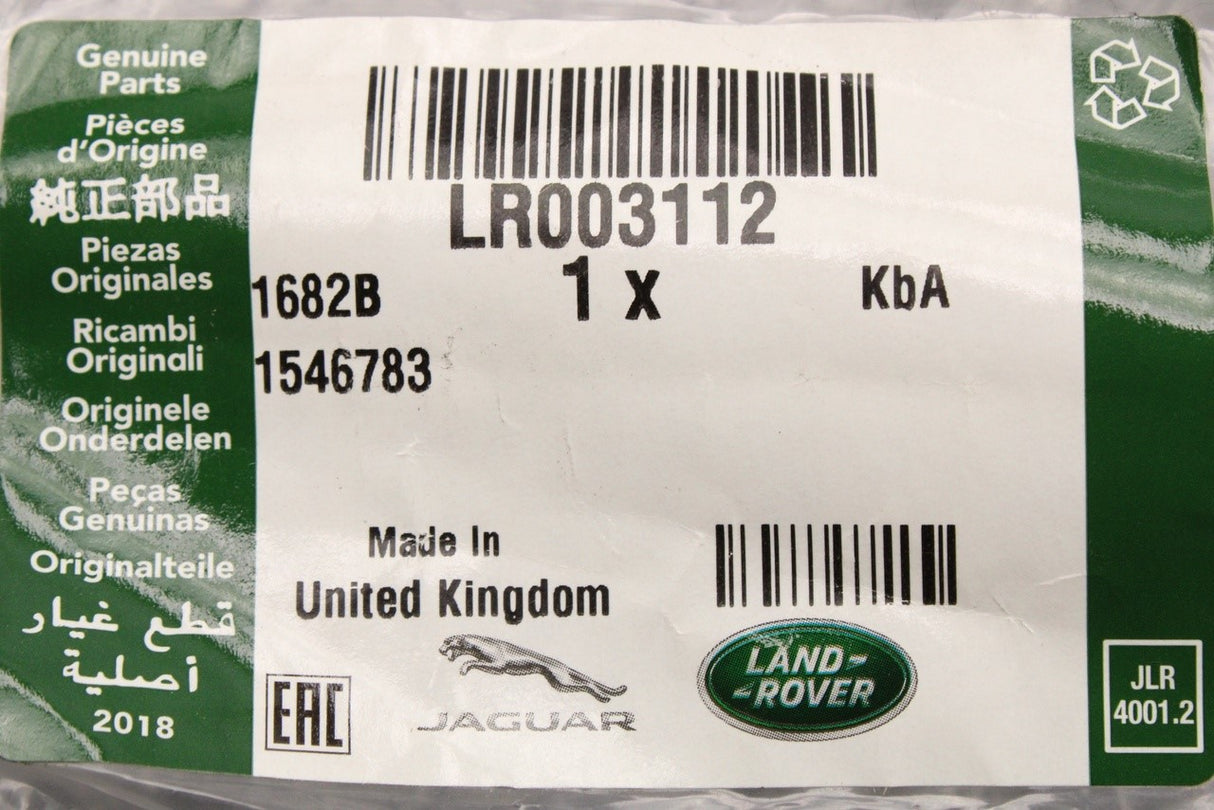 Genuine
Parts
Pièces
d'Origine
純正部品
Piezas
Originales
Ricambi
Originali
Originele
Onderdelen
Peças
Genuinas
Originalteile
قطع غيار
أصلية
2018
LR003112
1682B
1 x
KbA
1546783
Made In
United Kingdom
EAC
JAGUAR
LAND-
-ROVER
JLR
4001.2